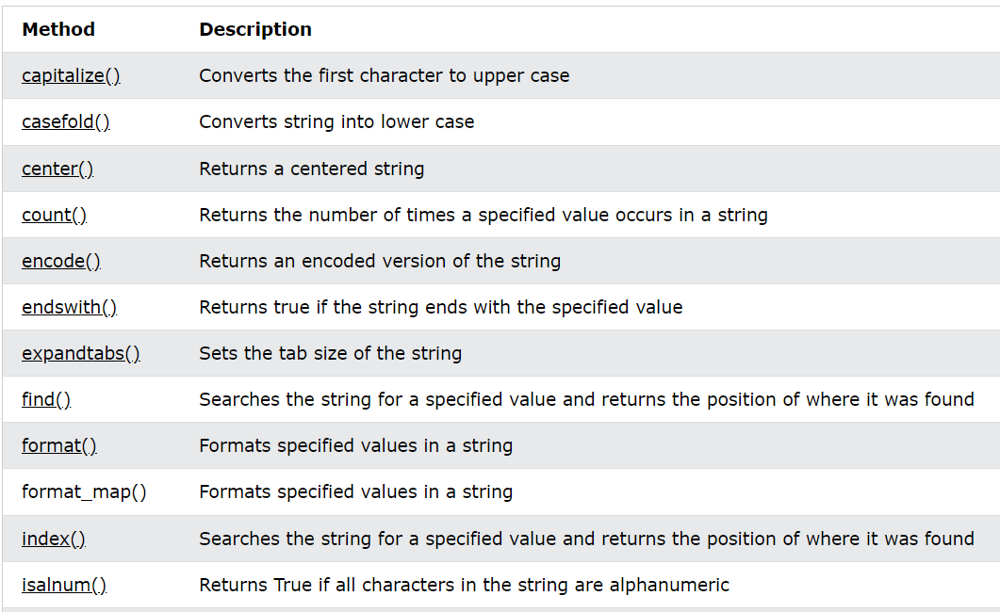 Method Description
capitalize() Converts the first character to upper case
casefold() Converts string into lower case
center() Returns a centered string
count() Returns the number of times a specified value occurs in a string
encode() Returns an encoded version of the string
endswith() Returns true if the string ends with the specified value
expandtabs() Sets the tab size of the string
find() Searches the string for a specified value and returns the position of where it was found
format() Formats specified values in a string
format_map() Formats specified values in a string
index() Searches the string for a specified value and returns the position of where it was found
isalnum() Returns True if all characters in the string are alphanumeric